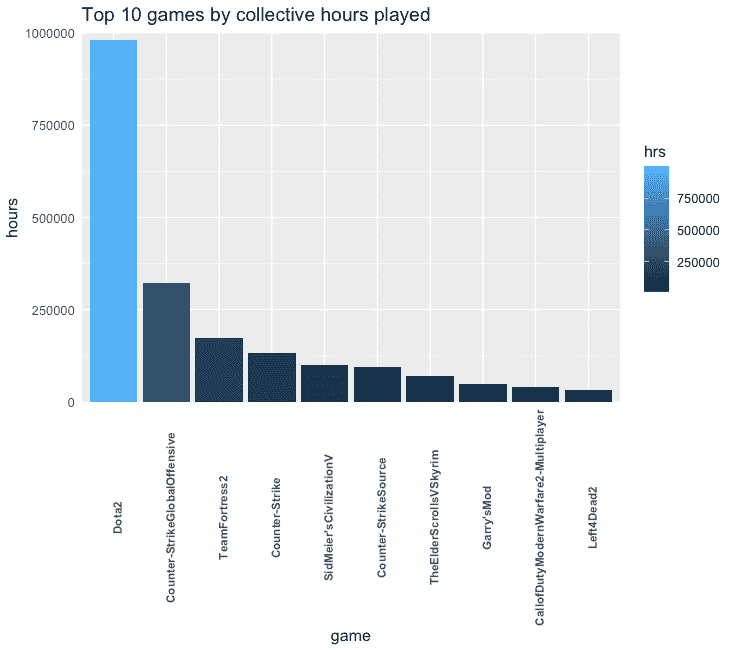 Top 10 games by collective hours played
1000000
750000
500000
250000
0
hours
Dota2
Counter-StrikeGlobalOffensive
TeamFortress2
Counter-Strike
SidMeier'sCivilizationV
Counter-StrikeSource
TheElderScrollsVSkyrim
Garry'sMod
CallofDutyModernWarfare2-Multiplayer
Left4Dead2
game
hrs
750000
500000
250000